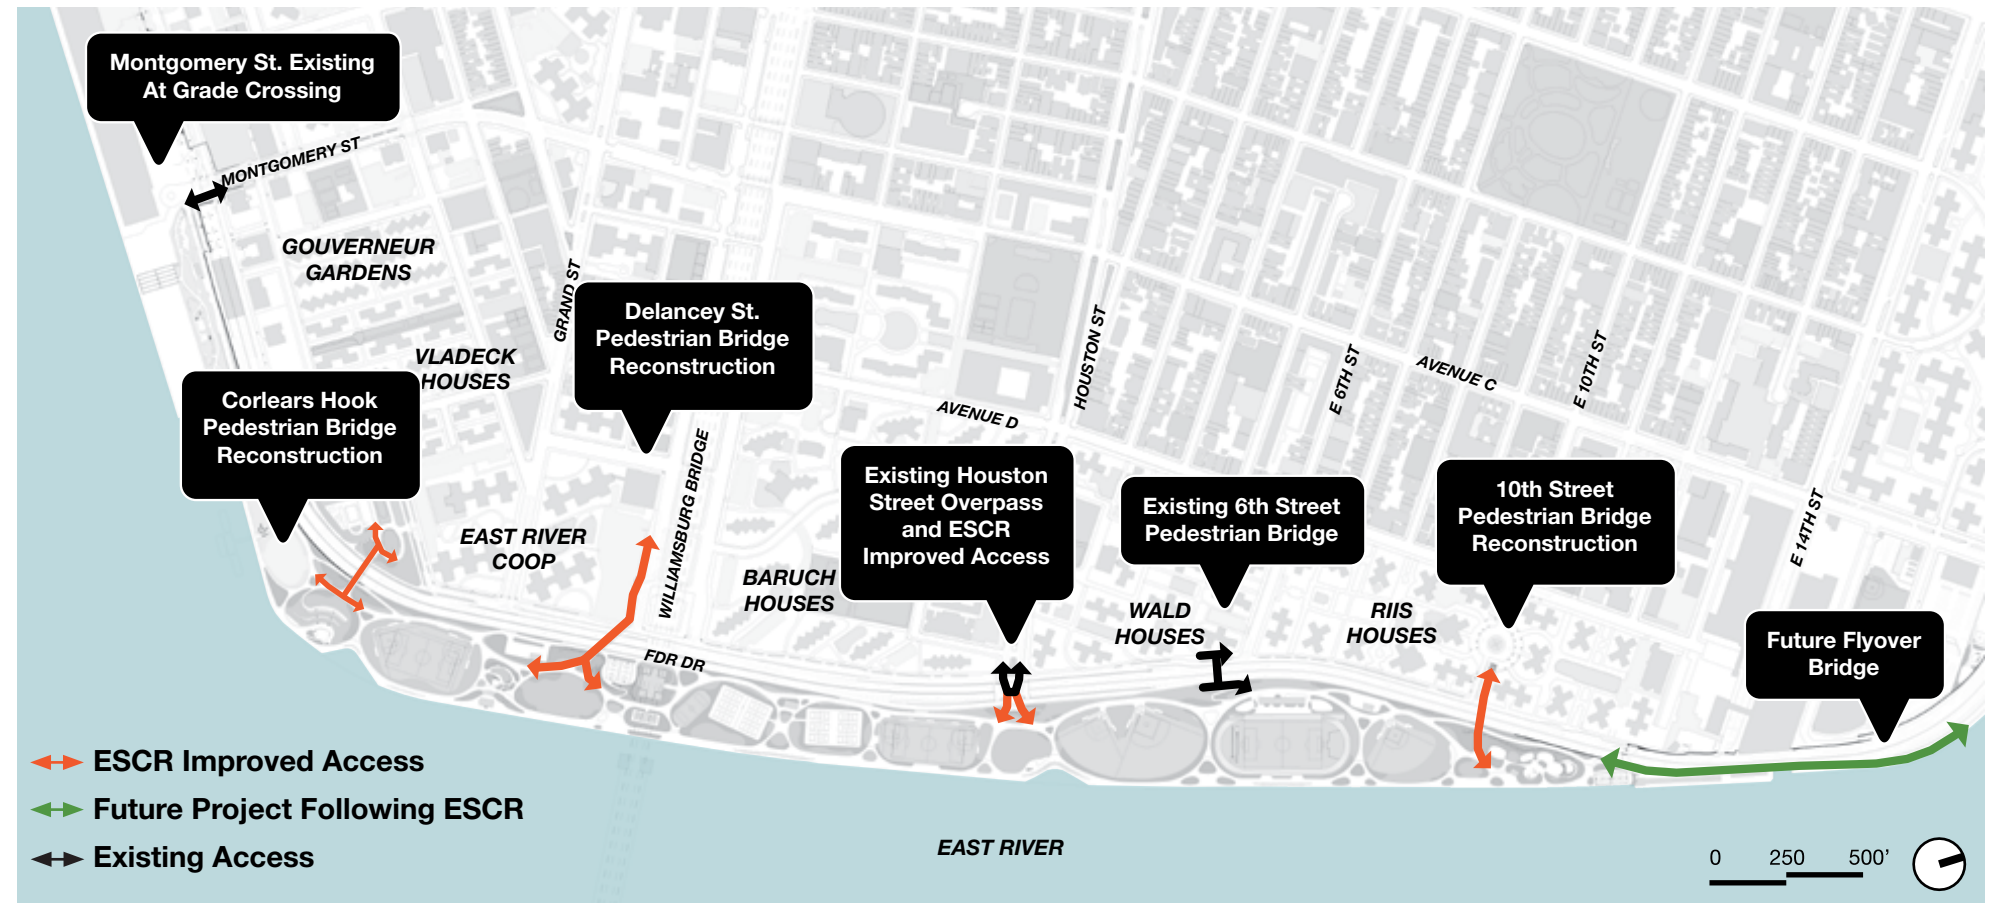 Montgomery St. Existing
At Grade Crossing
MONTGOMERY ST
GOUVERNEUR
GARDENS
GRAND ST
Delancey St.
Pedestrian Bridge
Reconstruction
HOUSTON ST
VLADECK
HOUSES
E 6TH ST
AVENUE C
E 10TH ST
Corlears Hook
Pedestrian Bridge
Reconstruction
AVENUE D
WILLIAMSBURG BRIDGE
Existing Houston
Street Overpass
and ESCR
Improved Access
Existing 6th Street
Pedestrian Bridge
10th Street
Pedestrian Bridge
Reconstruction
E 14TH ST
EAST RIVER
COOP
BARUCH
HOUSES
WALD
HOUSES
RIIS
HOUSES
Future Flyover
Bridge
FDR DR
ESCR Improved Access
Future Project Following ESCR
Existing Access
EAST RIVER
0 250 500'